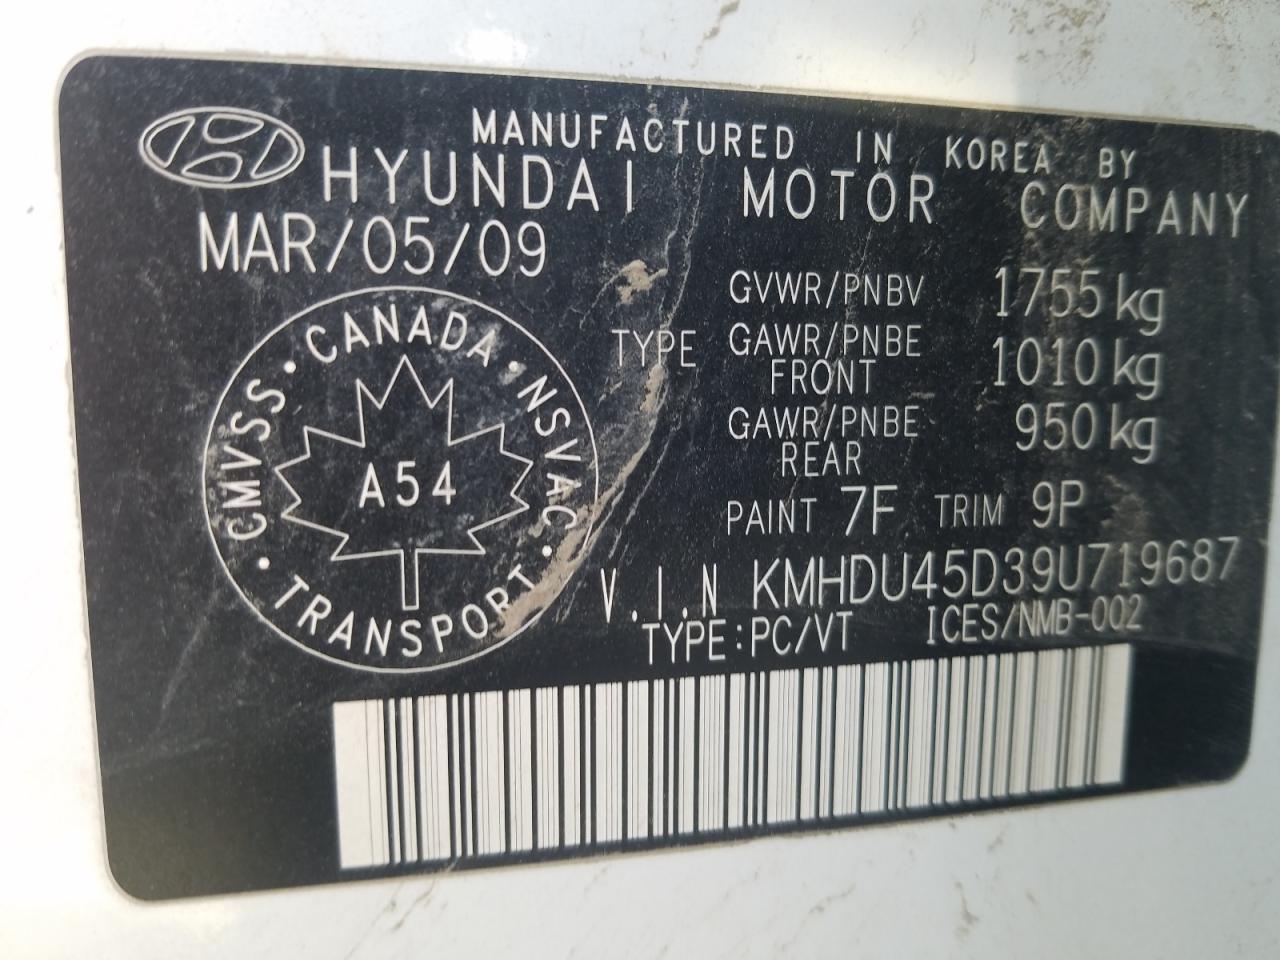 MANUFACTURED IN KOREA BY
HYUNDAI MOTOR COMPANY
MAR/05/09
GVWR/PNBV 1755 kg
TYPE GAWR/PNBE FRONT 1010 kg
GAWR/PNBE REAR 950 kg
PAINT 7F TRIM 9P
V.I.N KMHDU45D39U719687
TYPE:PC/VT ICES/NMB-002
CMVSS • CANADA • NSVAC • TRANSPORT •
A54